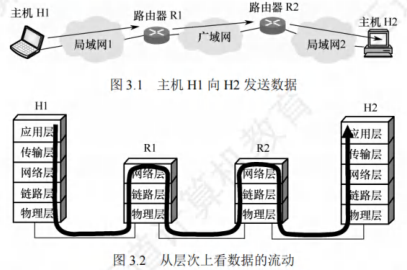 主机 H1
路由器 R1
路由器 R2
主机 H2
局域网1
广域网
局域网2
图 3.1 主机 H1 向 H2 发送数据
H1
H2
应用层
传输层
网络层
链路层
物理层
R1
网络层
链路层
物理层
R2
网络层
链路层
物理层
应用层
传输层
网络层
链路层
物理层
图 3.2 从层次上看数据的流动